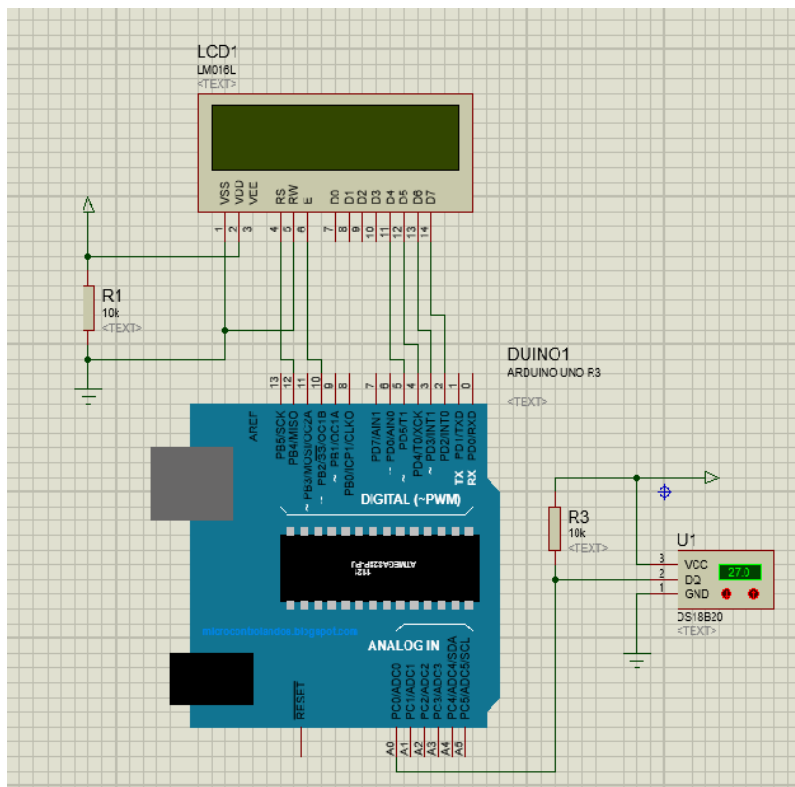 LCD1
LM016L
<TEXT>
VSS
VDD
VEE
RS
RW
E
D0
D1
D2
D3
D4
D5
D6
D7
1
2
3
4
5
6
7
8
9
10
11
12
13
14
R1
10k
<TEXT>
DUINO1
ARDUINO UNO R3
<TEXT>
13
12
11
10
9
8
7
6
5
4
3
2
1
0
AREF
PB5/SCK
PB4/MISO
~ PB3/MOSI/OC2A
~ PB2/SS/OC1B
~ PB1/OC1A
PB0/ICP1/CLKO
PD7/AIN1
~ PD6/AIN0
~ PD5/T1
PD4/T0/XCK
~ PD3/INT1
PD2/INT0
TX PD1/TXD
RX PD0/RXD
DIGITAL (~PWM)
1121
ATMEGA328P-PU
microcontrolandos.blogspot.com
ANALOG IN
RESET
PC0/ADC0
PC1/ADC1
PC2/ADC2
PC3/ADC3
PC4/ADC4/SDA
PC5/ADC5/SCL
A0
A1
A2
A3
A4
A5
R3
10k
<TEXT>
U1
3
2
1
VCC
DQ
GND
27.0
DS18B20
<TEXT>